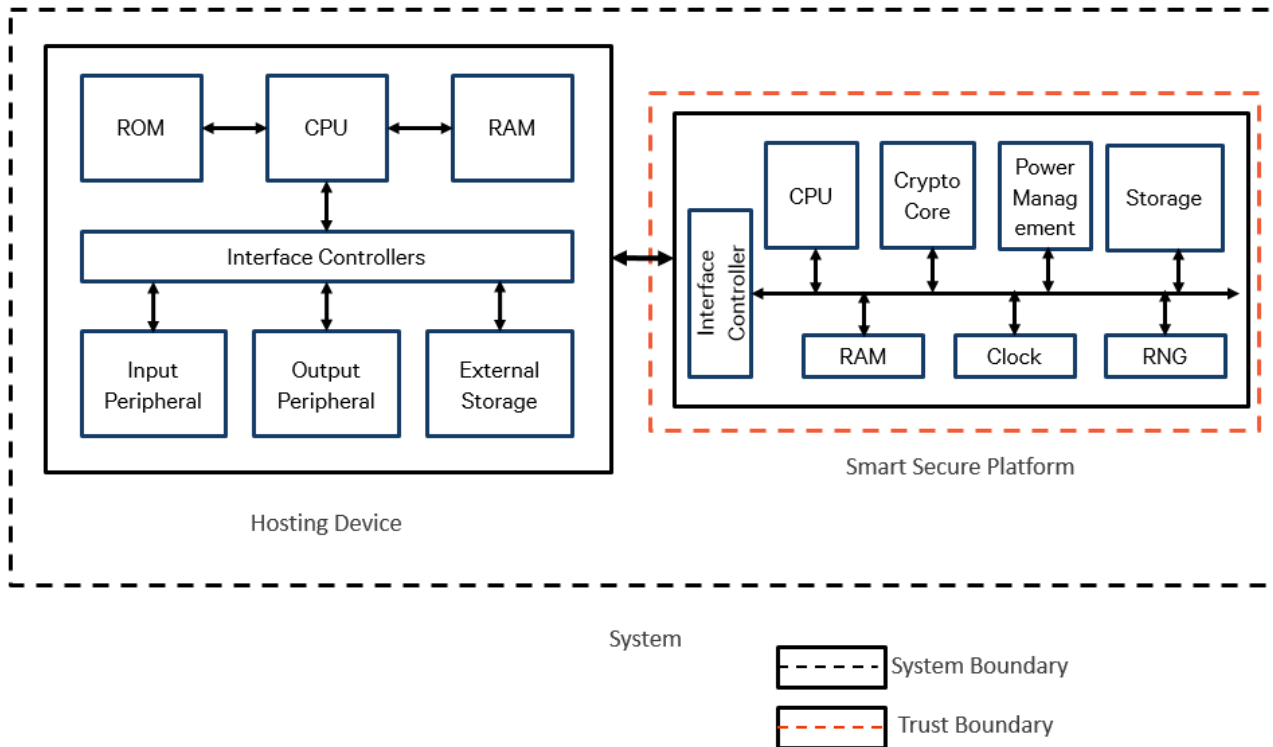 ROM
CPU
RAM
Interface Controllers
Input
Peripheral
Output
Peripheral
External
Storage
Hosting Device
Interface
Controller
CPU
Crypto
Core
Power
Manag
ement
Storage
RAM
Clock
RNG
Smart Secure Platform
System
System Boundary
Trust Boundary